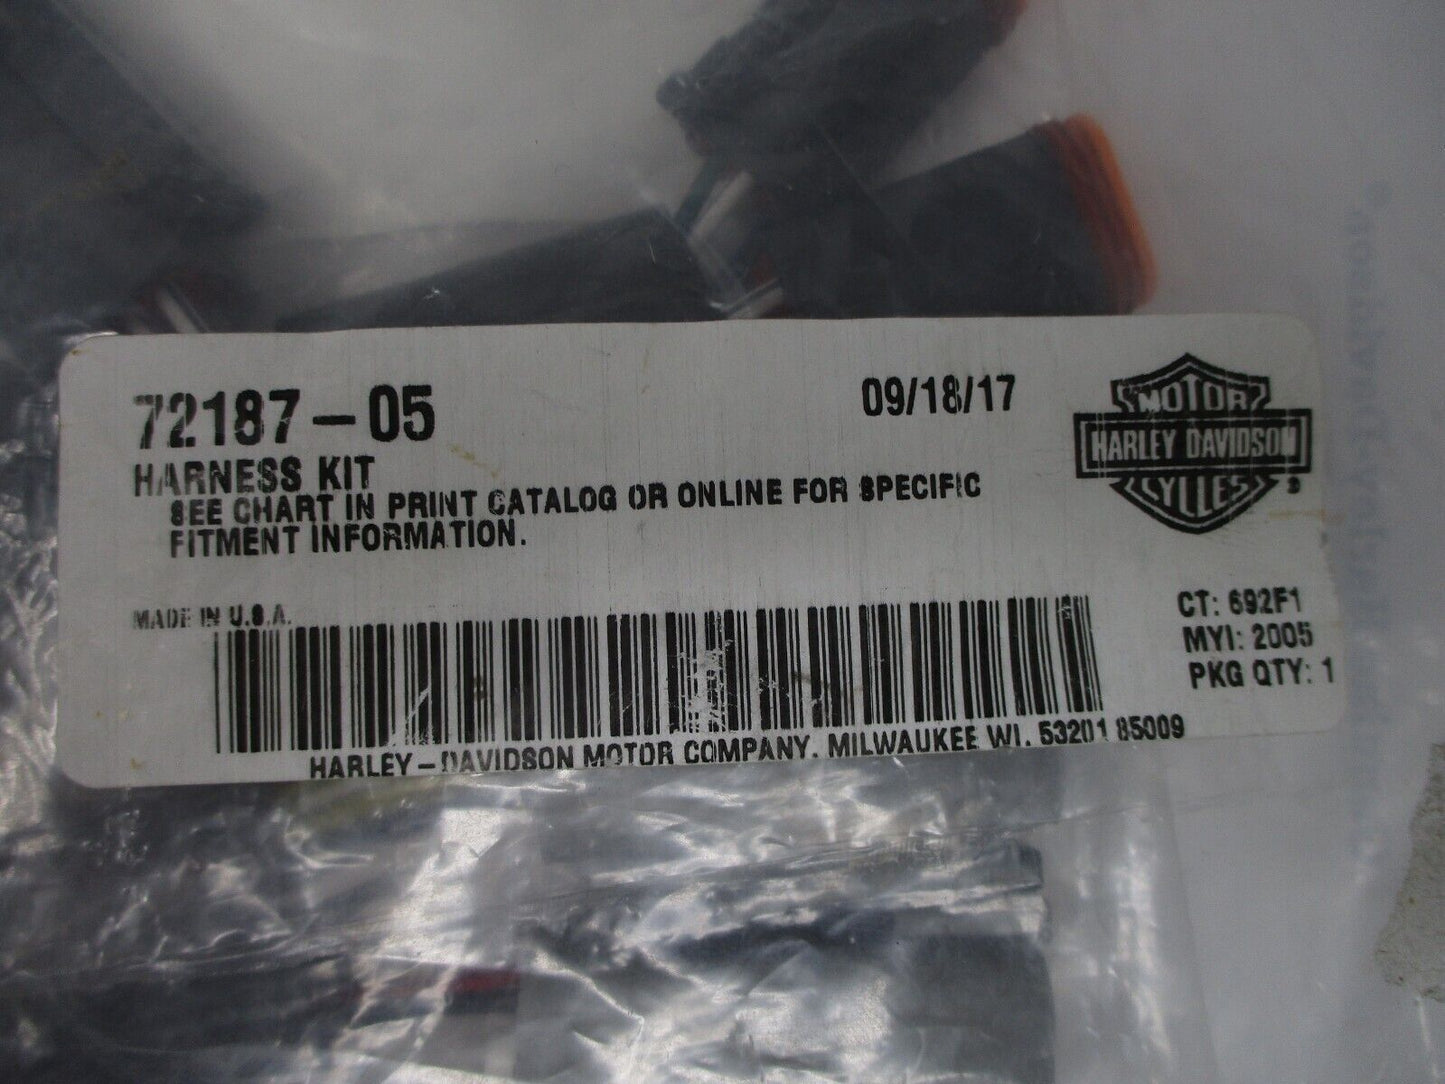 72187-05
09/18/17
HARNESS KIT
SEE CHART IN PRINT CATALOG OR ONLINE FOR SPECIFIC
FITMENT INFORMATION.
MOTOR
HARLEY DAVIDSON
CYCLES
MADE IN U.S.A.
CT: 692F1
MYI: 2005
PKG QTY: 1
HARLEY-DAVIDSON MOTOR COMPANY. MILWAUKEE WI. 53201 85009